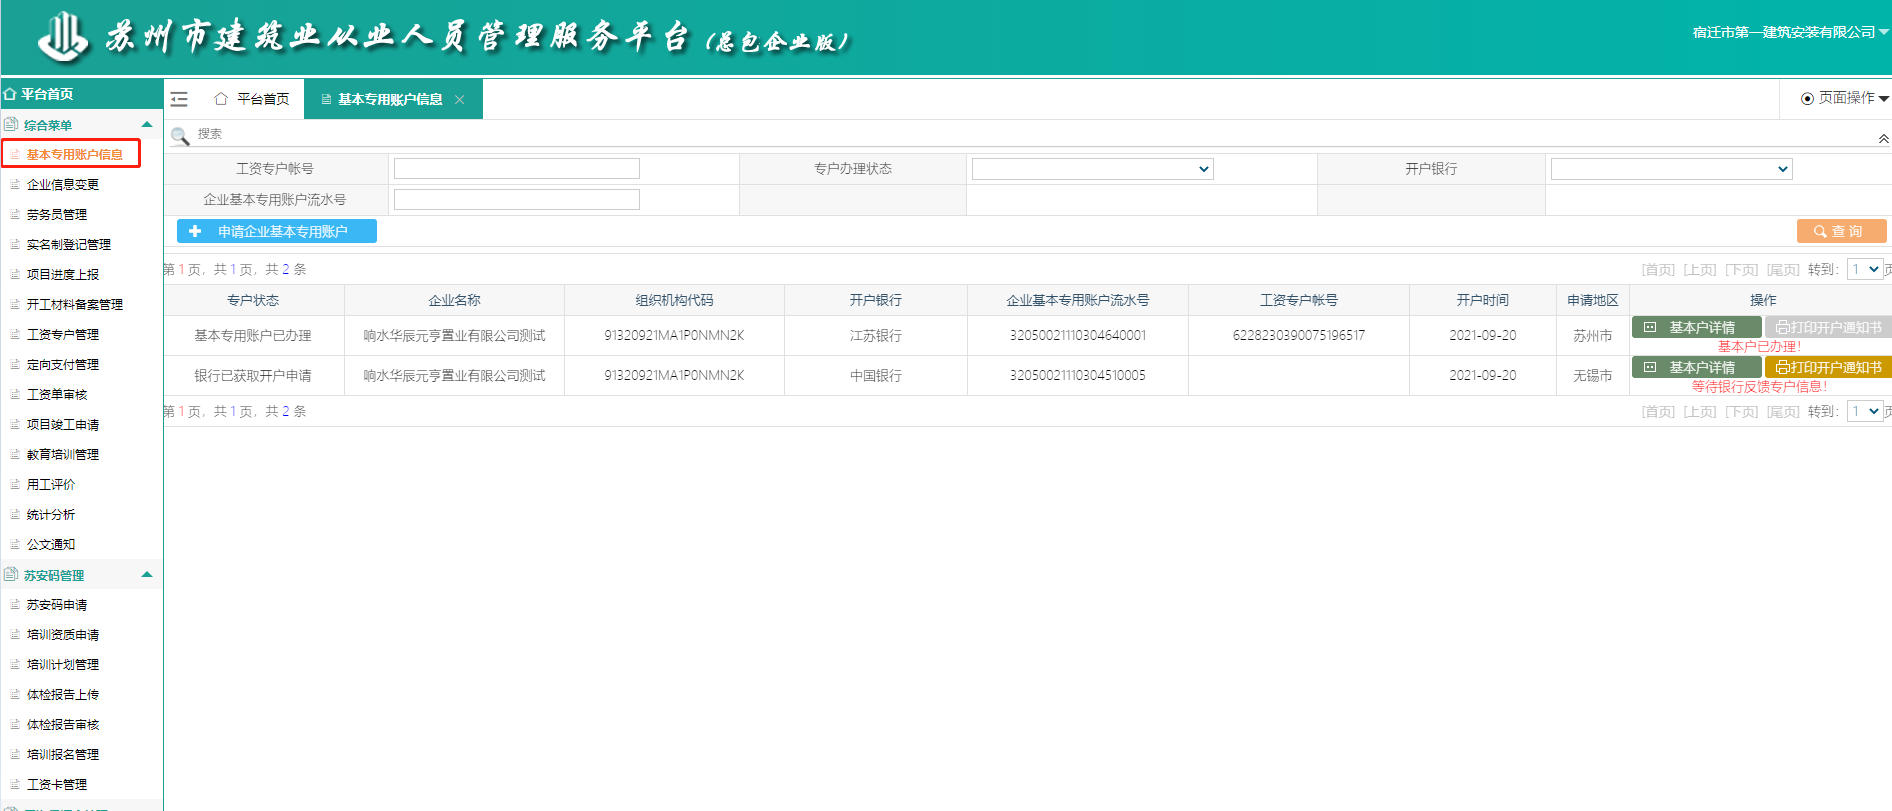 苏州市建筑业从业人员管理服务平台(总包企业版)
宿迁市第一建筑安装有限公司
平台首页
综合菜单
基本专用账户信息
企业信息变更
劳务员管理
实名制登记管理
项目进度上报
开工材料备案管理
工资专户管理
定向支付管理
工资单审核
项目竣工申请
教育培训管理
用工评价
统计分析
公文通知
苏安码管理
苏安码申请
培训资质申请
培训计划管理
体检报告上传
体检报告审核
培训报名管理
工资卡管理
平台首页 基本专用账户信息 页面操作
搜索
工资专户帐号 专户办理状态 开户银行
企业基本专用账户流水号
申请企业基本专用账户 查 询
第1页，共1页，共 2 条 [首页] [上页] [下页] [尾页] 转到： 1 页
专户状态 企业名称 组织机构代码 开户银行 企业基本专用账户流水号 工资专户帐号 开户时间 申请地区 操作
基本专用账户已办理 响水华辰元亨置业有限公司测试 91320921MA1P0NMN2K 江苏银行 32050021110304640001 6228230390075196517 2021-09-20 苏州市 基本户详情 打印开户通知书
基本户已办理！
银行已获取开户申请 响水华辰元亨置业有限公司测试 91320921MA1P0NMN2K 中国银行 32050021110304510005 2021-09-20 无锡市 基本户详情 打印开户通知书
等待银行反馈专户信息！
第1页，共1页，共 2 条 [首页] [上页] [下页] [尾页] 转到： 1 页